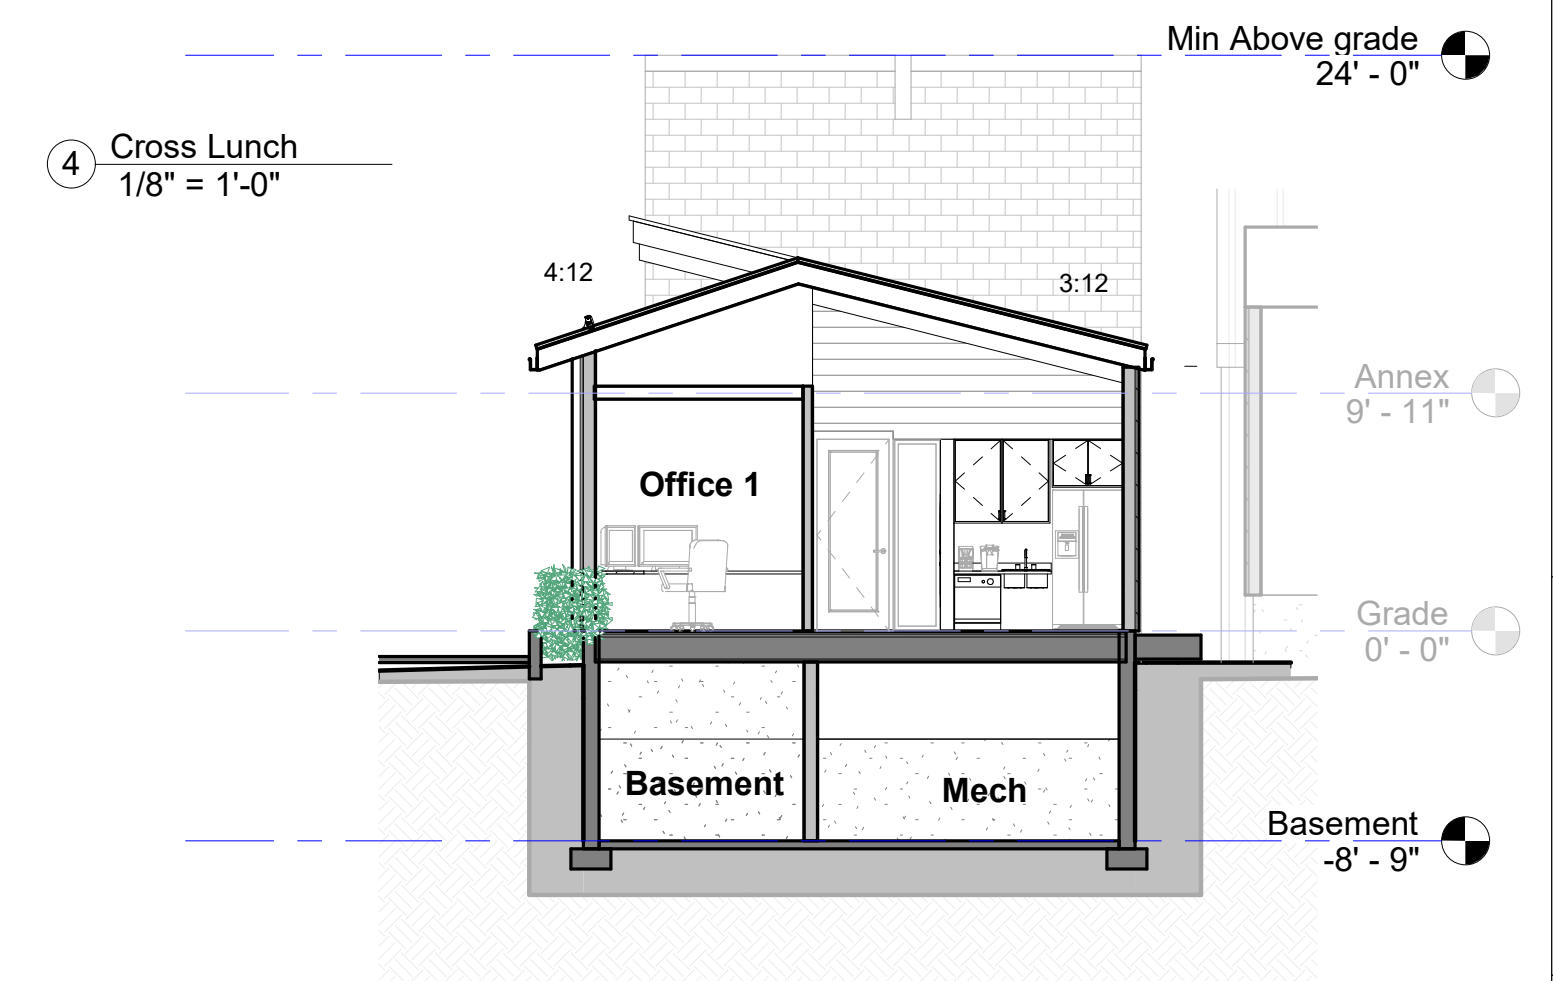 Min Above grade
24' - 0"
4
Cross Lunch
1/8" = 1'-0"
4:12
3:12
Annex
9' - 11"
Office 1
Grade
0' - 0"
Basement
Mech
Basement
-8' - 9"